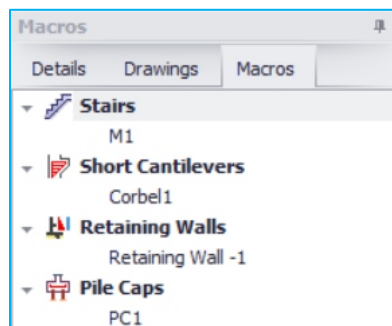 Macros
Details Drawings Macros
Stairs
M1
Short Cantilevers
Corbel1
Retaining Walls
Retaining Wall -1
Pile Caps
PC1